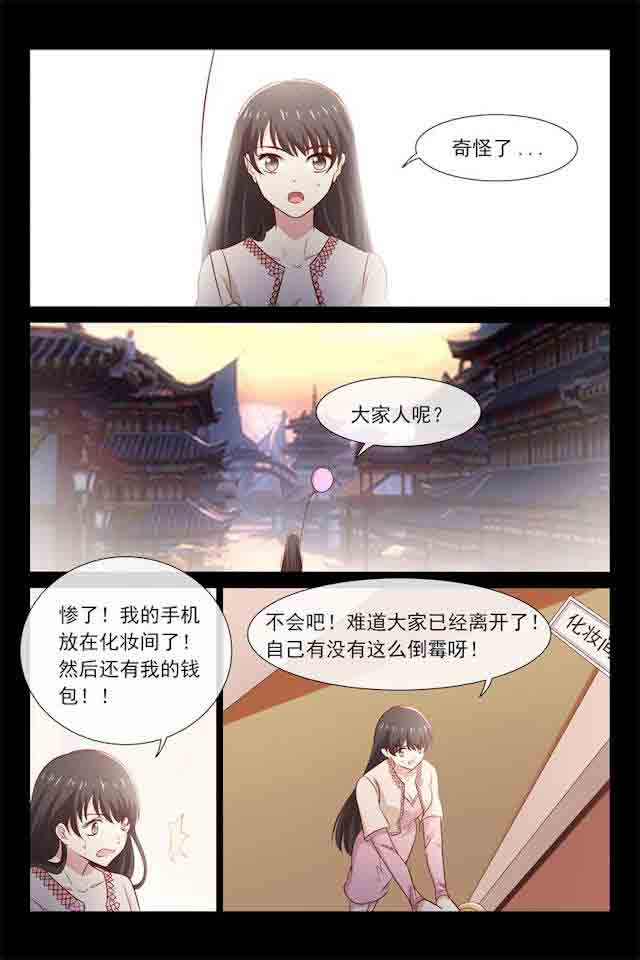 奇怪了...
大家人呢？
惨了！我的手机
放在化妆间了！
然后还有我的钱
包！！
不会吧！难道大家已经离开了！
自己有没有这么倒霉呀！
化妆间